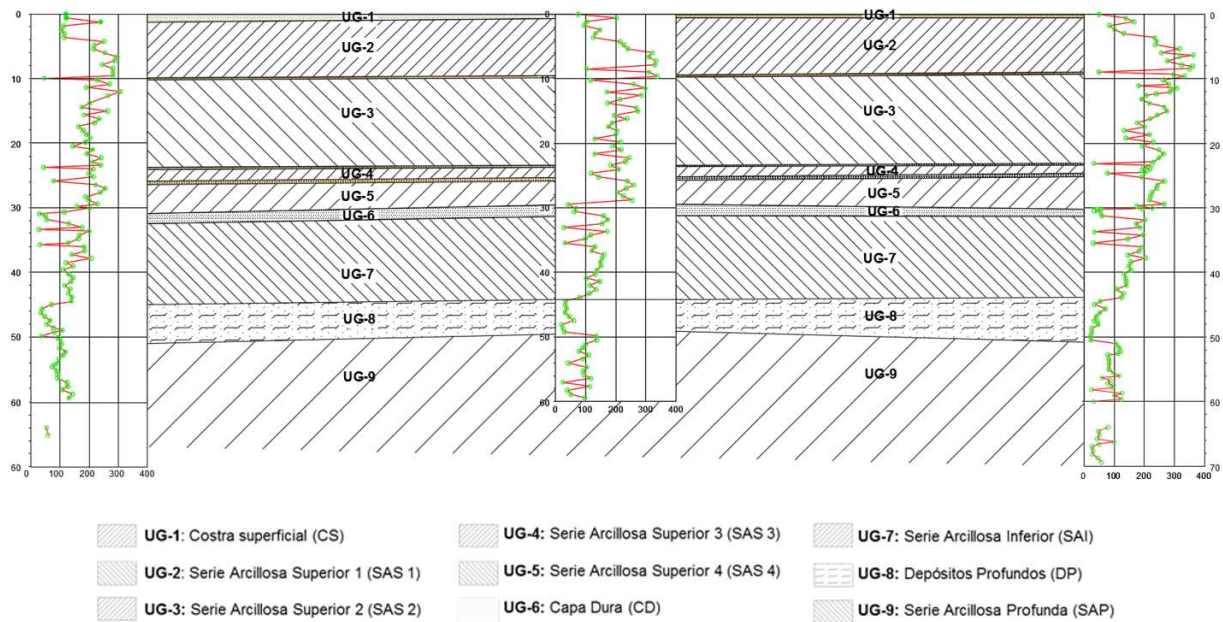 0 UG-1 0 UG-1 0
UG-2 UG-2
10 10 10
UG-3 UG-3
20 20 20
UG-4 UG-4
UG-5 UG-5
30 30 30
UG-6 UG-6
UG-7 UG-7
40 40 40
UG-8 UG-8
50 50 50
UG-9 UG-9
60 60 60
0 100 200 300 400
60 70
0 100 200 300 400 0 100 200 300 400
UG-1: Costra superficial (CS)
UG-2: Serie Arcillosa Superior 1 (SAS 1)
UG-3: Serie Arcillosa Superior 2 (SAS 2)
UG-4: Serie Arcillosa Superior 3 (SAS 3)
UG-5: Serie Arcillosa Superior 4 (SAS 4)
UG-6: Capa Dura (CD)
UG-7: Serie Arcillosa Inferior (SAI)
UG-8: Depósitos Profundos (DP)
UG-9: Serie Arcillosa Profunda (SAP)